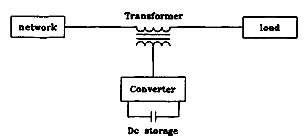 Transformer
network
load
Converter
Dc storage